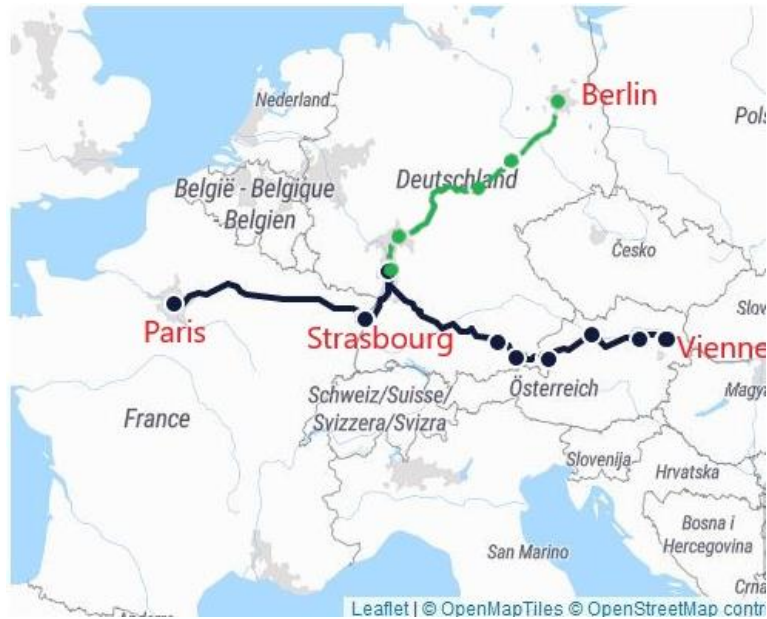 Nederland
Berlin
Pols
België - Belgique
Belgien
Deutschland
Česko
Paris
Strasbourg
Vienne
Slov
Schweiz/Suisse/
Svizzera/Svizra
Österreich
Magya
France
Slovenija
Hrvatska
Bosna i
Hercegovina
San Marino
Crna
Leaflet | © OpenMapTiles © OpenStreetMap contri